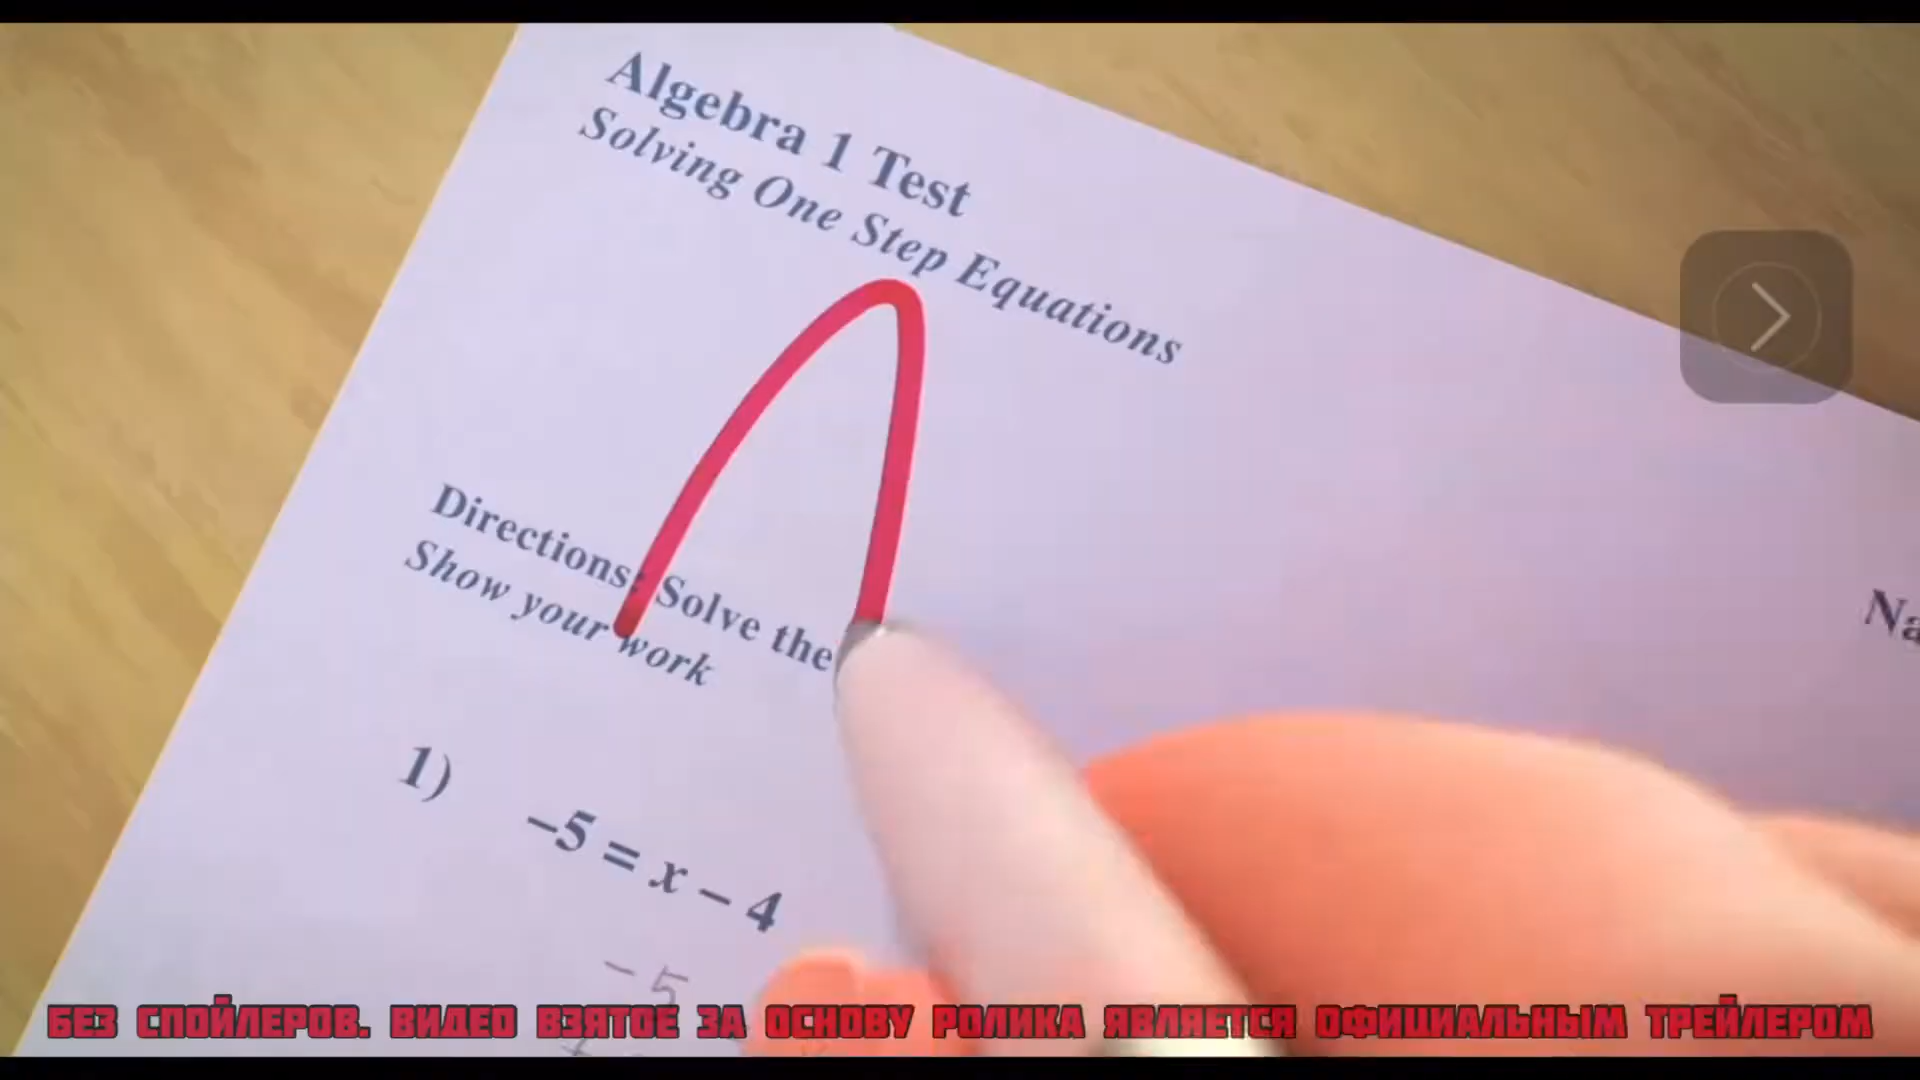 Algebra 1 Test
Solving One Step Equations
Directions: Solve the
Show your work
1)
–5 = x – 4
– 5
БЕЗ СПОЙЛЕРОВ. ВИДЕО ВЗЯТОЕ ЗА ОСНОВУ РОЛИКА ЯВЛЯЕТСЯ ОФИЦИАЛЬНЫМ ТРЕЙЛЕРОМ